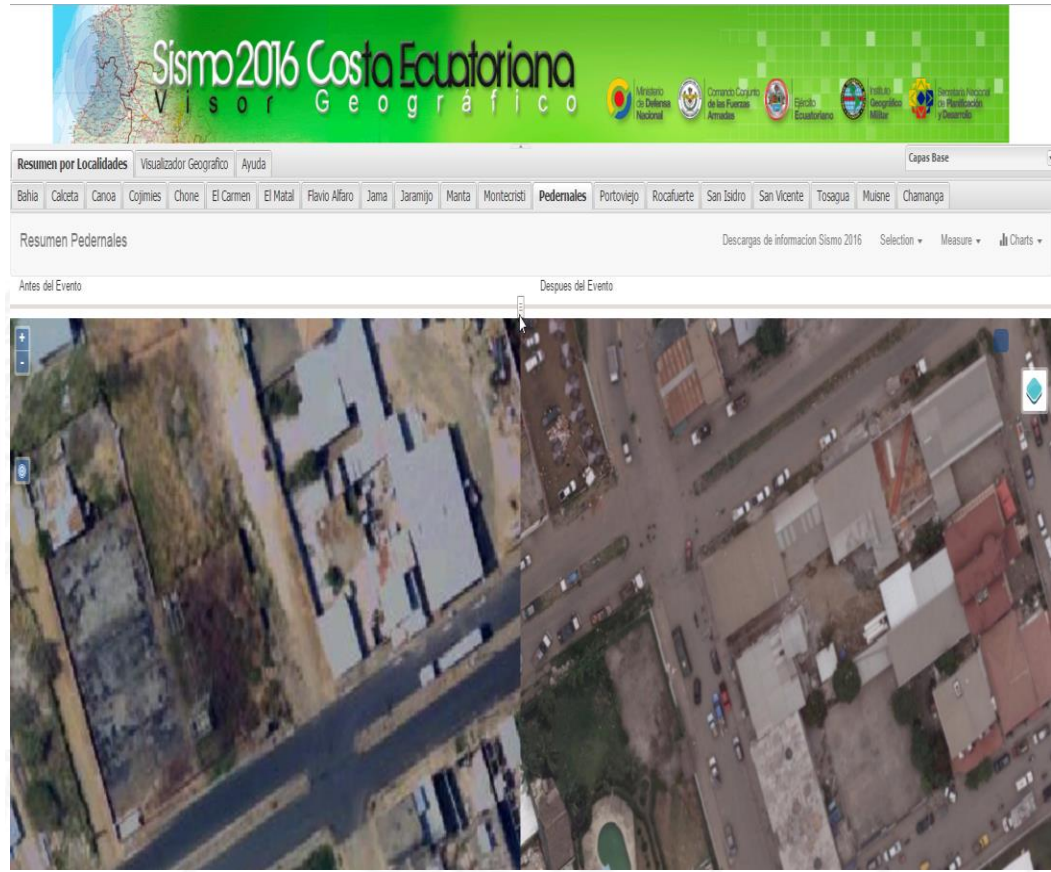 Sismo 2016 Costa Ecuatoriana
Visor Geográfico
Ministerio de Defensa Nacional
Comando Conjunto de las Fuerzas Armadas
Ejército Ecuatoriano
Instituto Geográfico Militar
Secretaría Nacional de Planificación y Desarrollo
Resumen por Localidades Visualizador Geografico Ayuda Capas Base
Bahia Calceta Canoa Cojimies Chone El Carmen El Matal Flavio Alfaro Jama Jaramijo Manta Montecristi Pedernales Portoviejo Rocafuerte San Isidro San Vicente Tosagua Muisne Chamanga
Resumen Pedernales Descargas de informacion Sismo 2016 Selection Measure Charts
Antes del Evento Despues del Evento
+
-